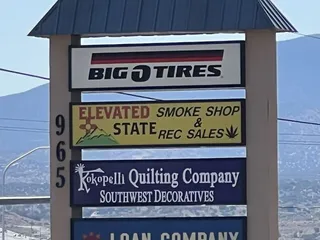 BIG O TIRES
ELEVATED STATE
SMOKE SHOP & REC SALES
965
Kokopelli Quilting Company
SOUTHWEST DECORATIVES
LOAN COMPANY